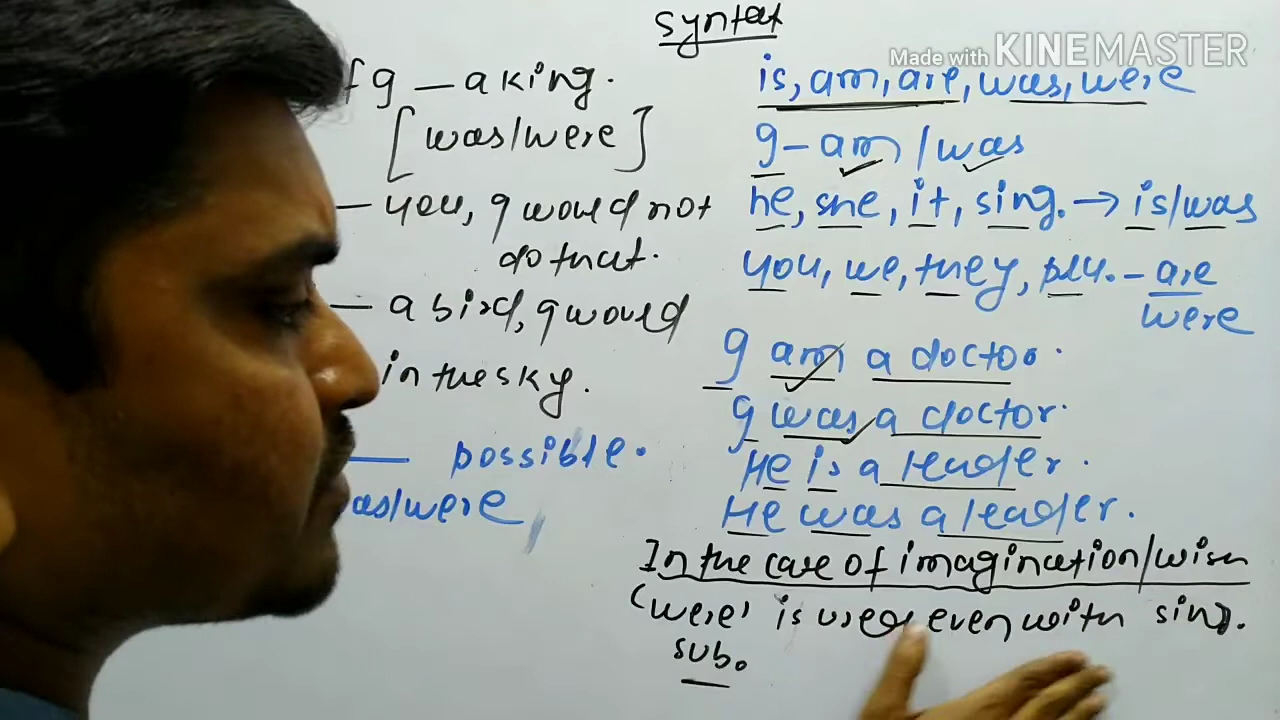 syntax
Made with KINEMASTER
If I _ a king.
[was/were]
_ you, I would not
do that.
_ a bird, I would
in the sky.
_ possible.
was/were
is, am, are, was, were
I - am / was
he, she, it, sing. → is/was
you, we, they, plu. - are
were
I am a doctor.
I was a doctor.
He is a leader.
He was a leader.
In the case of imagination/wish
'were' is used even with sing.
sub.